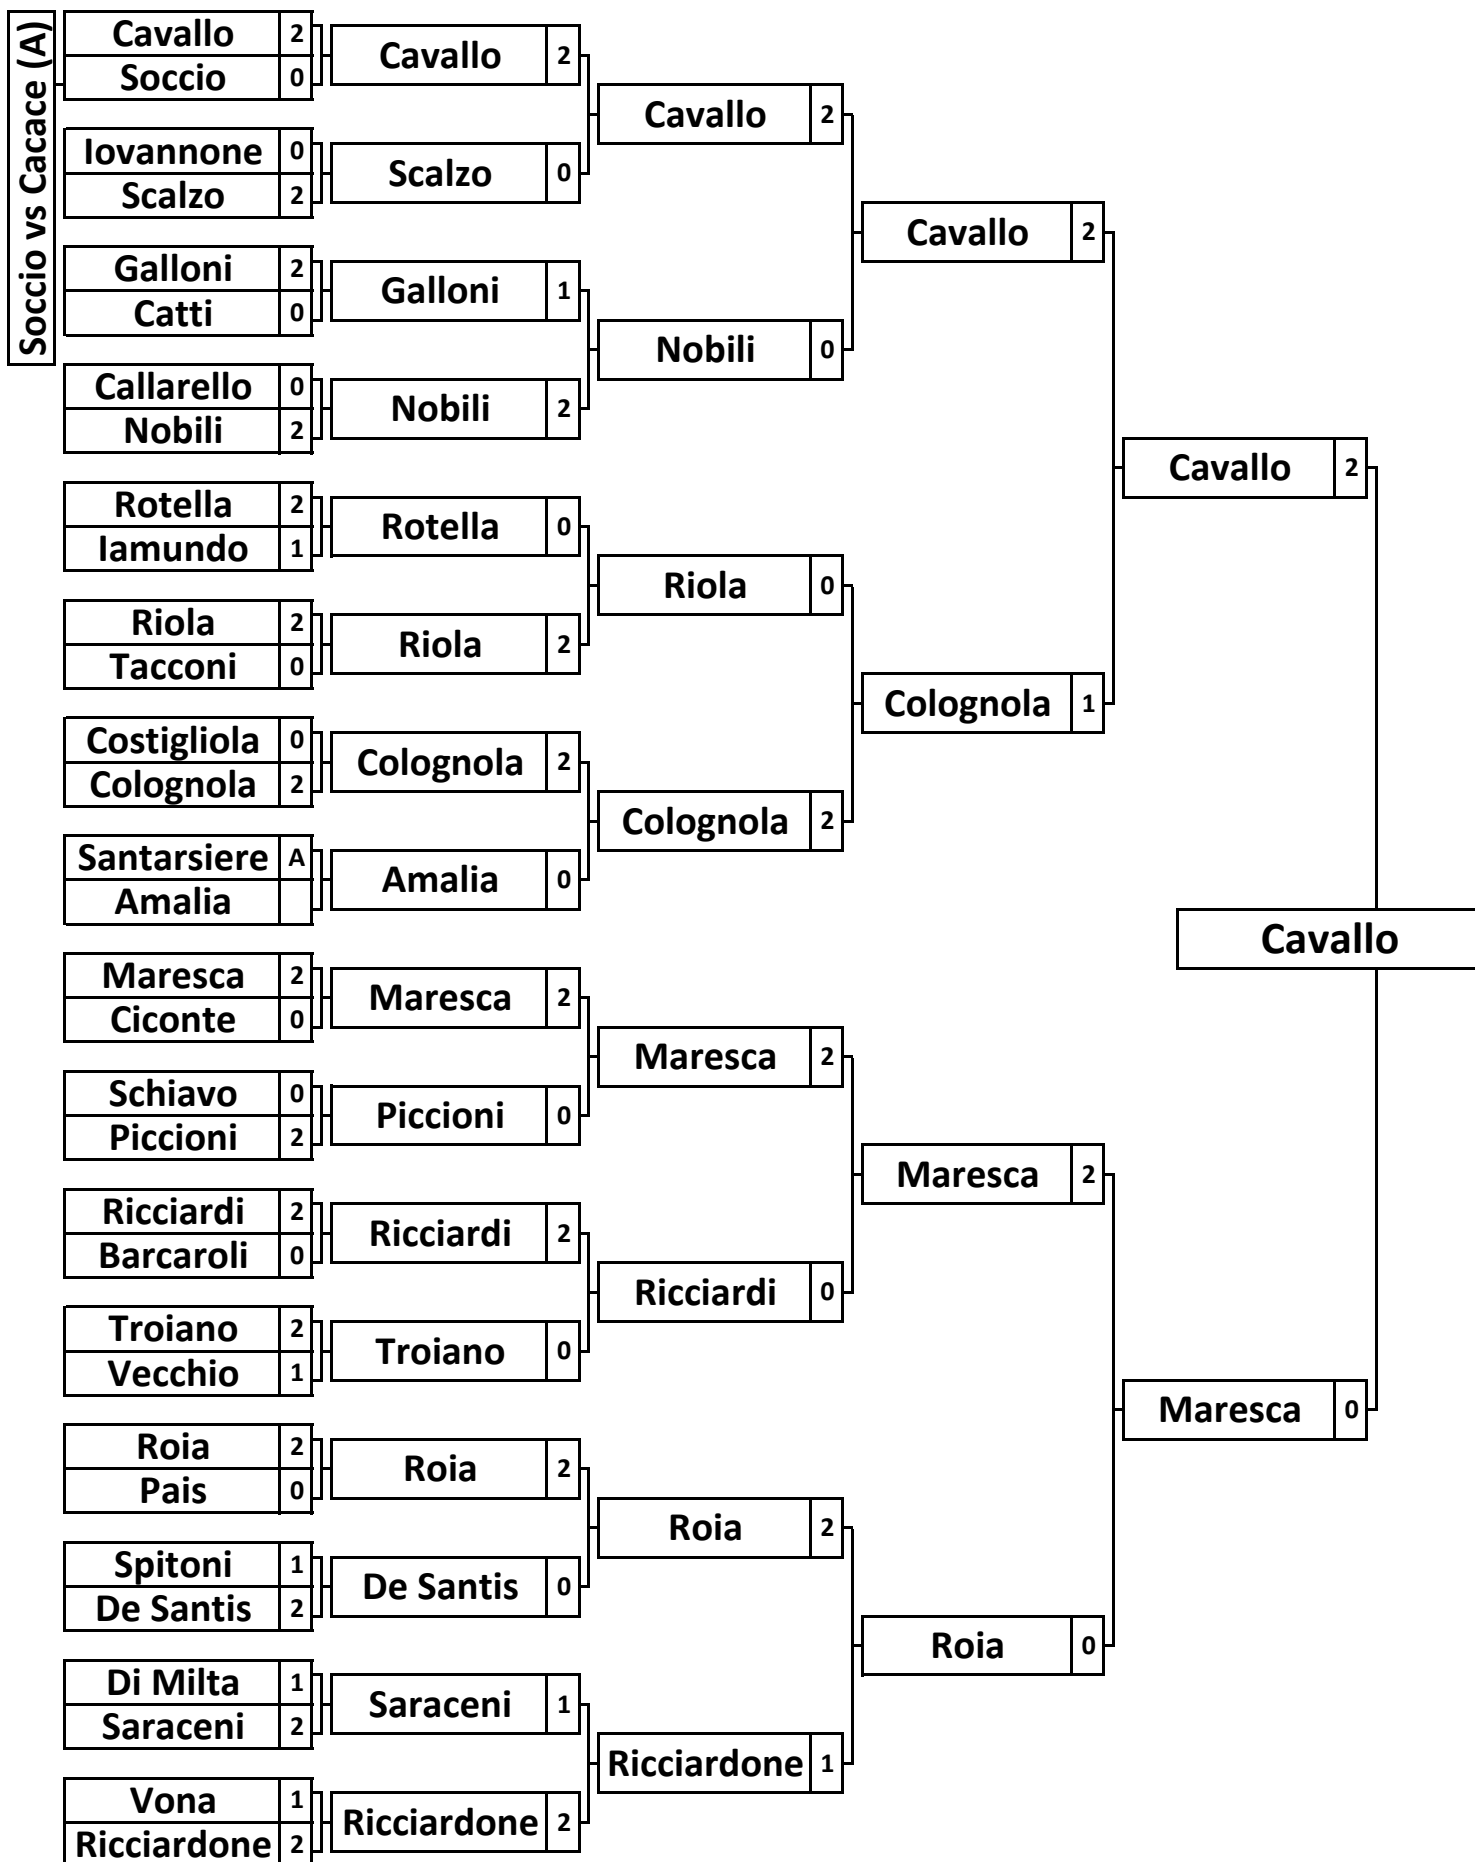 Soccio vs Cacace (A)
Cavallo 2
Soccio 0
Iovannone 0
Scalzo 2
Galloni 2
Catti 0
Callarello 0
Nobili 2
Rotella 2
Iamundo 1
Riola 2
Tacconi 0
Costigliola 0
Colognola 2
Santarsiere A
Amalia
Maresca 2
Ciconte 0
Schiavo 0
Piccioni 2
Ricciardi 2
Barcaroli 0
Troiano 2
Vecchio 1
Roia 2
Pais 0
Spitoni 1
De Santis 2
Di Milta 1
Saraceni 2
Vona 1
Ricciardone 2
Cavallo 2
Scalzo 0
Galloni 1
Nobili 2
Rotella 0
Riola 2
Colognola 2
Amalia 0
Maresca 2
Piccioni 0
Ricciardi 2
Troiano 0
Roia 2
De Santis 0
Saraceni 1
Ricciardone 2
Cavallo 2
Nobili 0
Riola 0
Colognola 2
Maresca 2
Ricciardi 0
Roia 2
Ricciardone 1
Cavallo 2
Colognola 1
Maresca 2
Roia 0
Cavallo 2
Maresca 0
Cavallo